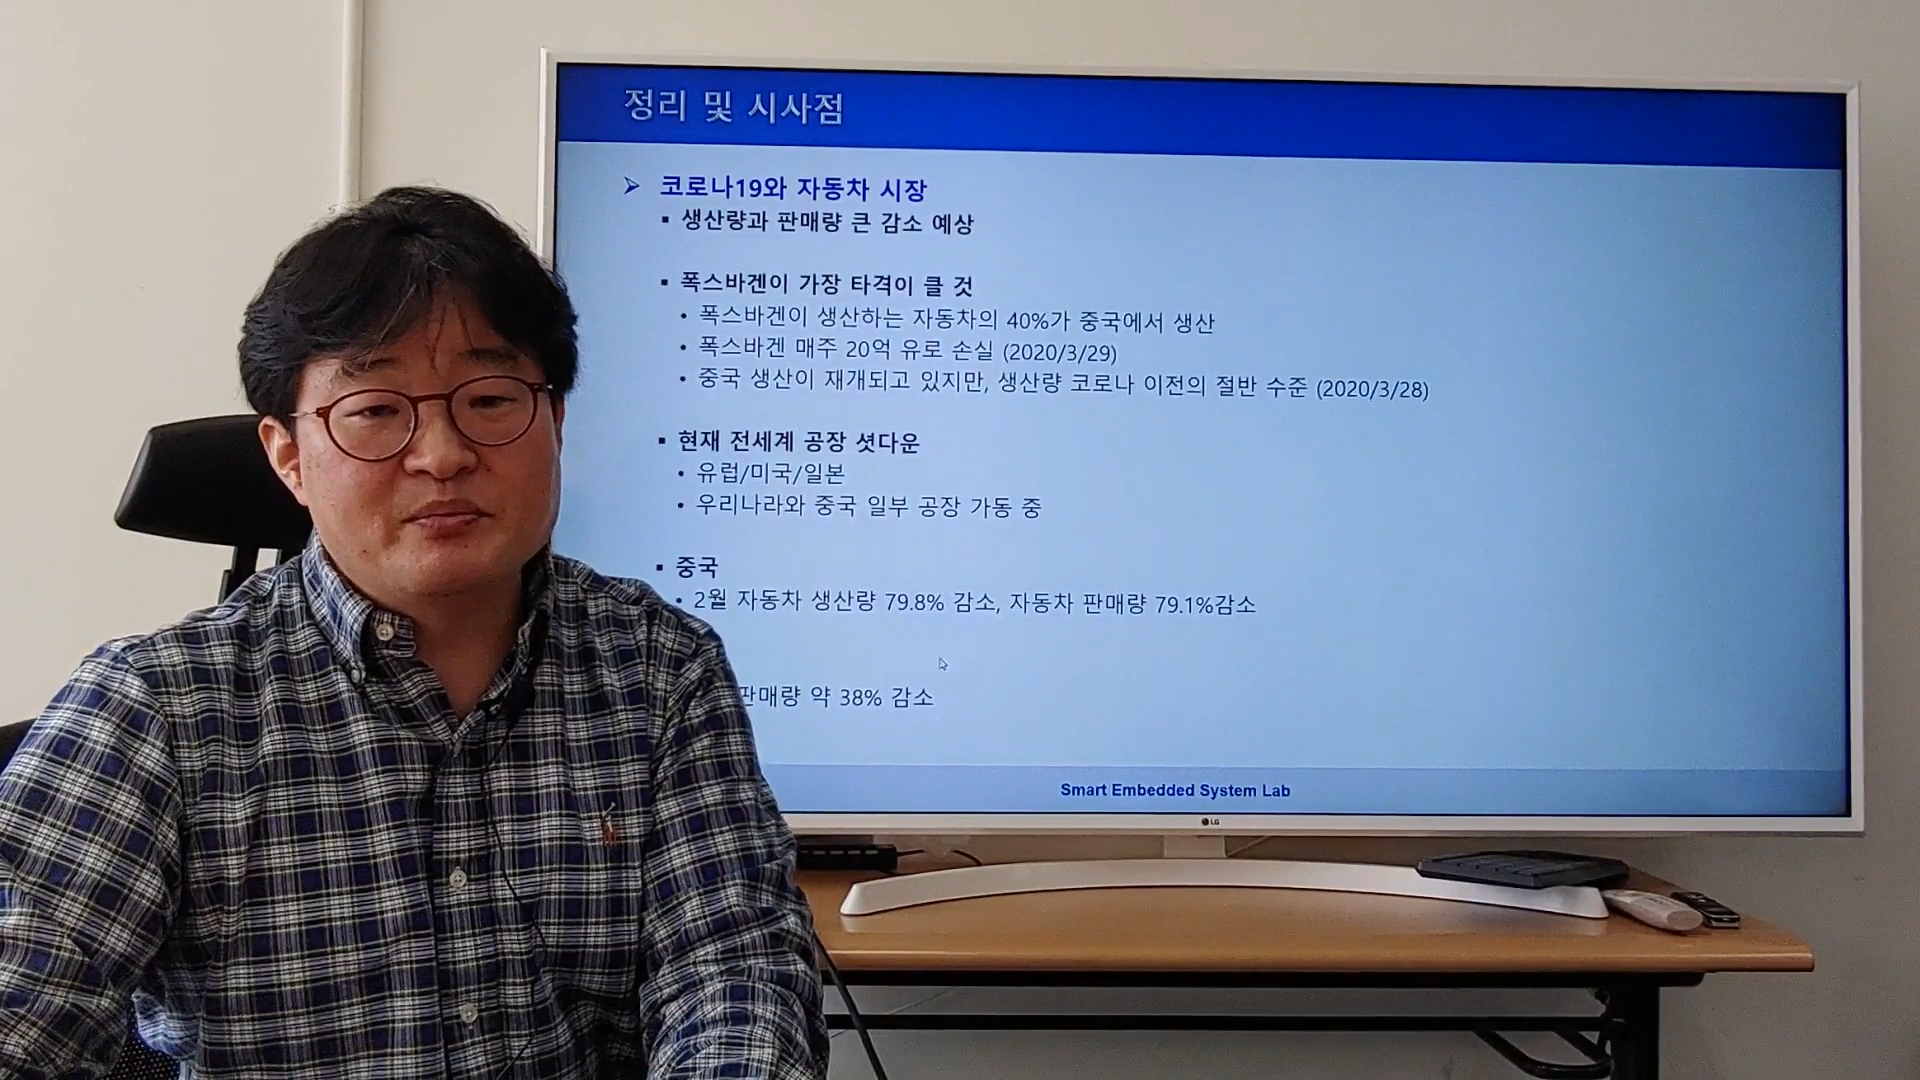 정리 및 시사점
➢ 코로나19와 자동차 시장
▪ 생산량과 판매량 큰 감소 예상
▪ 폭스바겐이 가장 타격이 클 것
• 폭스바겐이 생산하는 자동차의 40%가 중국에서 생산
• 폭스바겐 매주 20억 유로 손실 (2020/3/29)
• 중국 생산이 재개되고 있지만, 생산량 코로나 이전의 절반 수준 (2020/3/28)
▪ 현재 전세계 공장 셧다운
• 유럽/미국/일본
• 우리나라와 중국 일부 공장 가동 중
▪ 중국
• 2월 자동차 생산량 79.8% 감소, 자동차 판매량 79.1%감소
판매량 약 38% 감소
Smart Embedded System Lab
LG